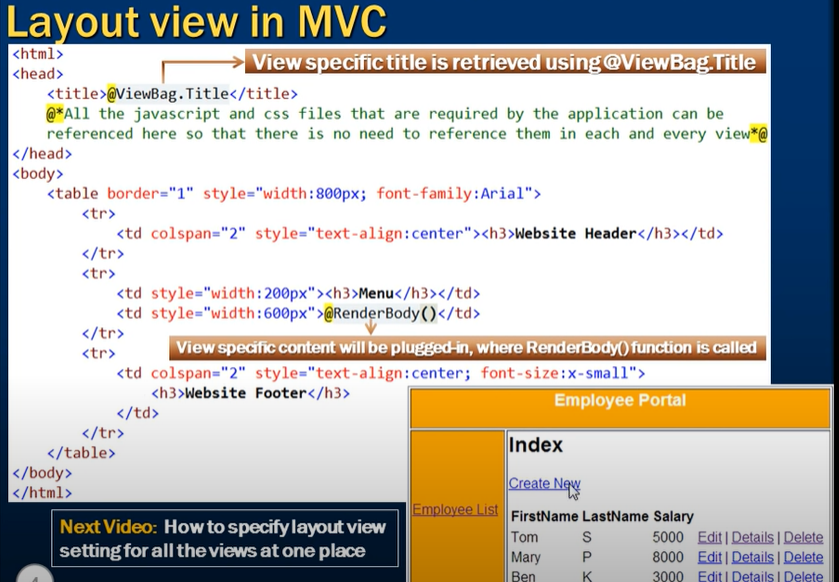 Layout view in MVC
<html>
<head>
View specific title is retrieved using @ViewBag.Title
<title>@ViewBag.Title</title>
@*All the javascript and css files that are required by the application can be
referenced here so that there is no need to reference them in each and every view*@
</head>
<body>
<table border="1" style="width:800px; font-family:Arial">
<tr>
<td colspan="2" style="text-align:center"><h3>Website Header</h3></td>
</tr>
<tr>
<td style="width:200px"><h3>Menu</h3></td>
<td style="width:600px">@RenderBody()</td>
</tr>
View specific content will be plugged-in, where RenderBody() function is called
<tr>
<td colspan="2" style="text-align:center; font-size:x-small">
<h3>Website Footer</h3>
</td>
</tr>
</table>
</body>
</html>
Employee Portal
Employee List
Index
Create New
FirstName LastName Salary
Tom S 5000 Edit | Details | Delete
Mary P 8000 Edit | Details | Delete
Ben K 3000 Edit | Details | Delete
Next Video: How to specify layout view
setting for all the views at one place